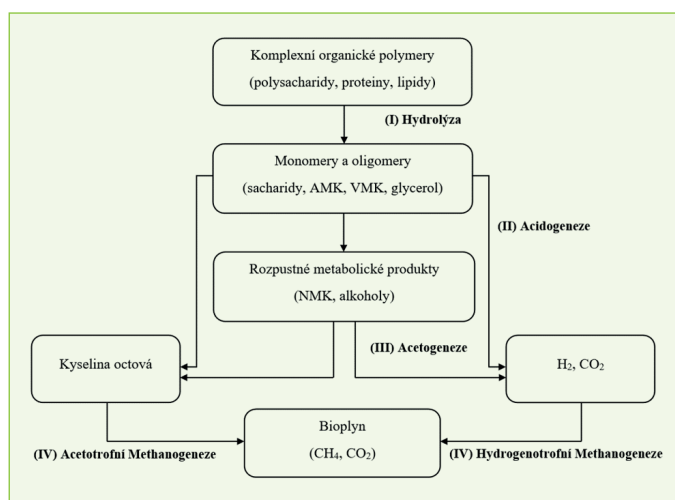 Komplexní organické polymery
(polysacharidy, proteiny, lipidy)
(I) Hydrolýza
Monomery a oligomery
(sacharidy, AMK, VMK, glycerol)
(II) Acidogeneze
Rozpustné metabolické produkty
(NMK, alkoholy)
(III) Acetogeneze
Kyselina octová
H₂, CO₂
Bioplyn
(CH₄, CO₂)
(IV) Acetotrofní Methanogeneze
(IV) Hydrogenotrofní Methanogeneze